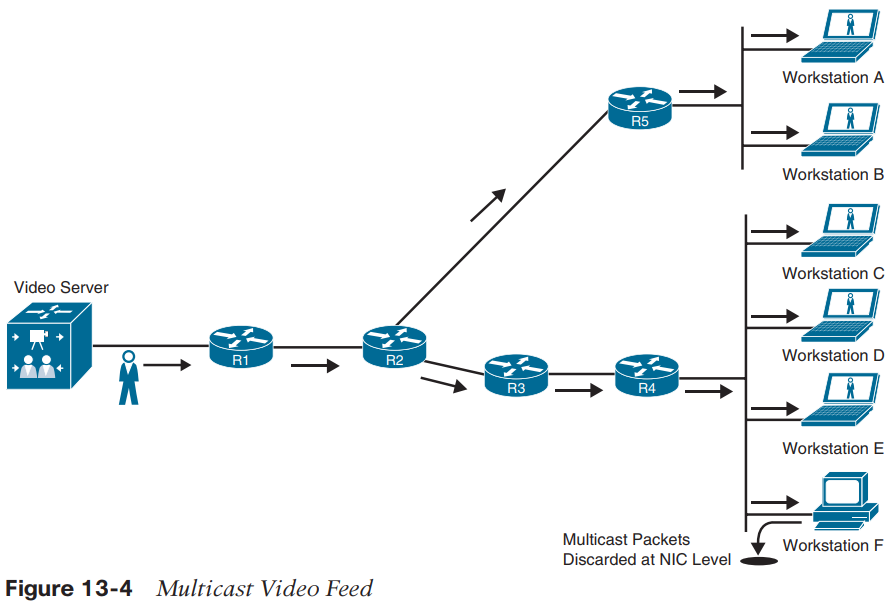 Workstation A
R5
Workstation B
Workstation C
Video Server
R1
R2
Workstation D
R3
R4
Workstation E
Multicast Packets
Discarded at NIC Level
Workstation F
Figure 13-4 Multicast Video Feed